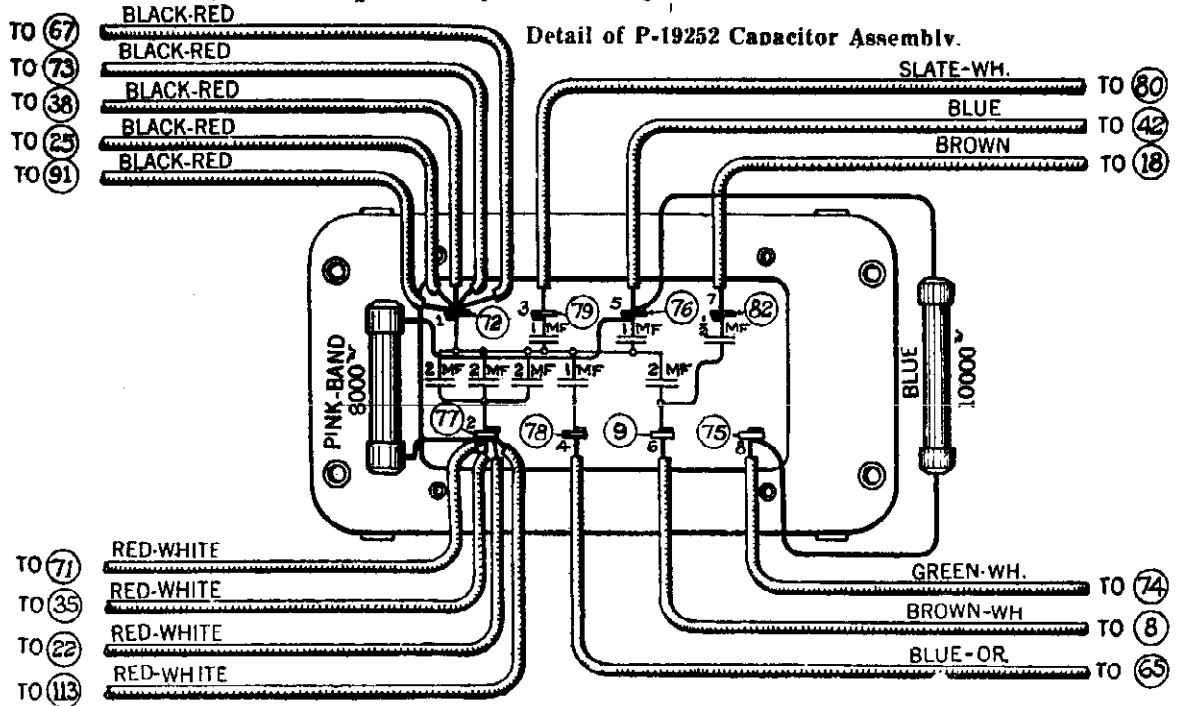 Detail of P-19252 Capacitor Assembly.
TO 67 BLACK-RED
TO 73 BLACK-RED
TO 38 BLACK-RED
TO 25 BLACK-RED
TO 91 BLACK-RED
SLATE-WH. TO 80
BLUE TO 42
BROWN TO 18
1 72 3 79 5 76 7 82
1 MF 1 MF 1/2 MF
2 MF 2 MF 2 MF 1 MF 2 MF
77 2 78 4 9 6 75 8
PINK-BAND
8000~
BLUE
10000~
TO 71 RED-WHITE
TO 35 RED-WHITE
TO 22 RED-WHITE
TO 113 RED-WHITE
GREEN-WH. TO 74
BROWN-WH TO 8
BLUE-OR. TO 65